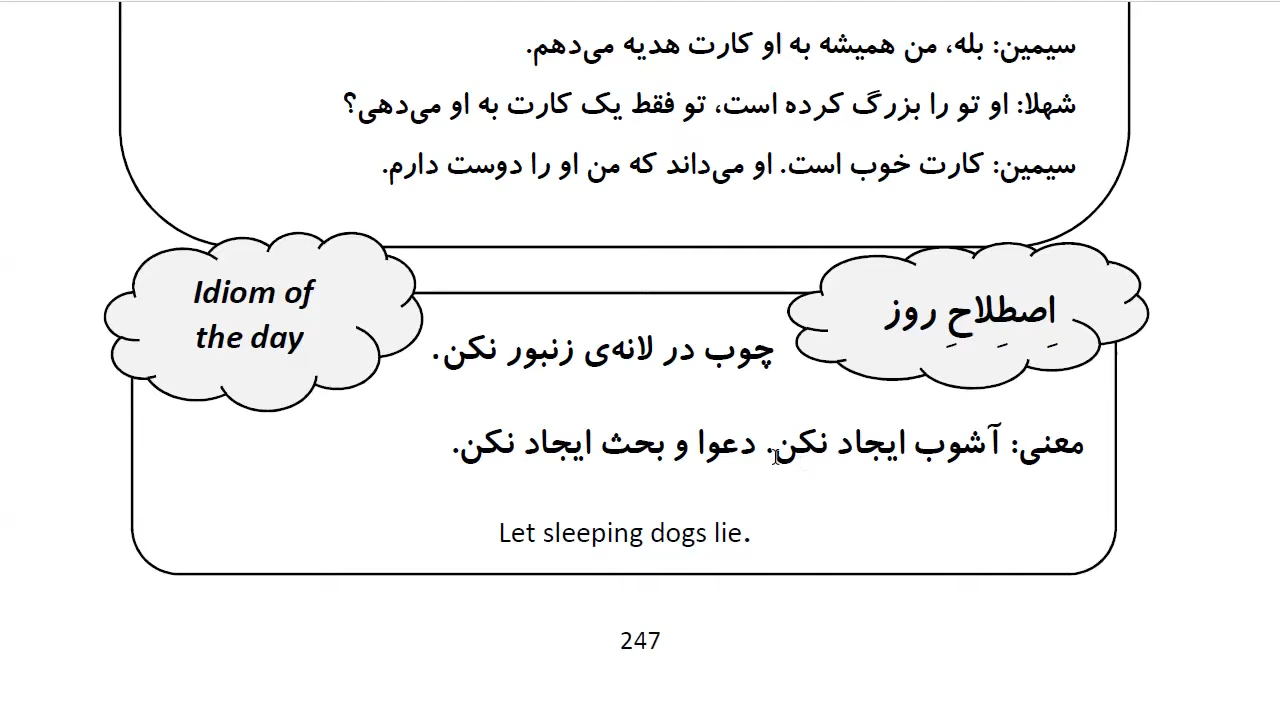 سیمین: بله، من همیشه به او کارت هدیه می‌دهم.
شهلا: او تو را بزرگ کرده است، تو فقط یک کارت به او می‌دهی؟
سیمین: کارت خوب است. او می‌داند که من او را دوست دارم.
Idiom of
the day
اصطلاح روز
چوب در لانه‌ی زنبور نکن.
معنی: آشوب ایجاد نکن. دعوا و بحث ایجاد نکن.
Let sleeping dogs lie.
247